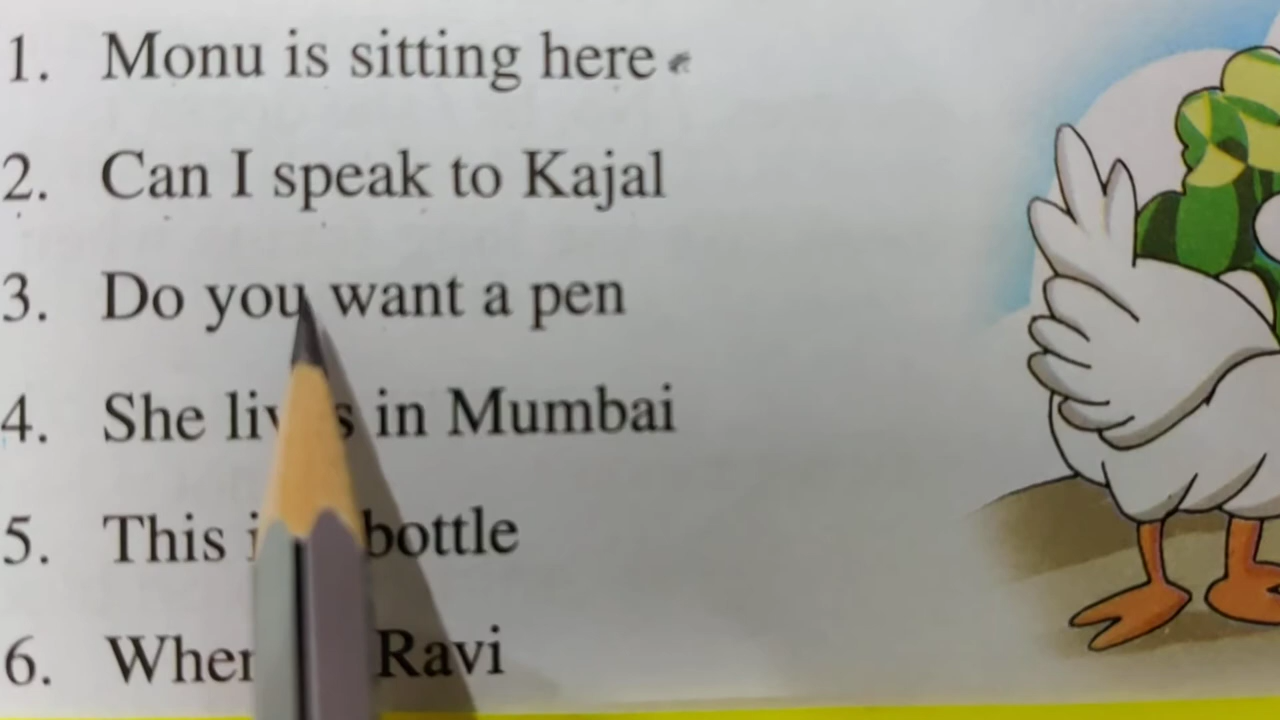 1. Monu is sitting here
2. Can I speak to Kajal
3. Do you want a pen
4. She lives in Mumbai
5. This bottle
6. Ravi